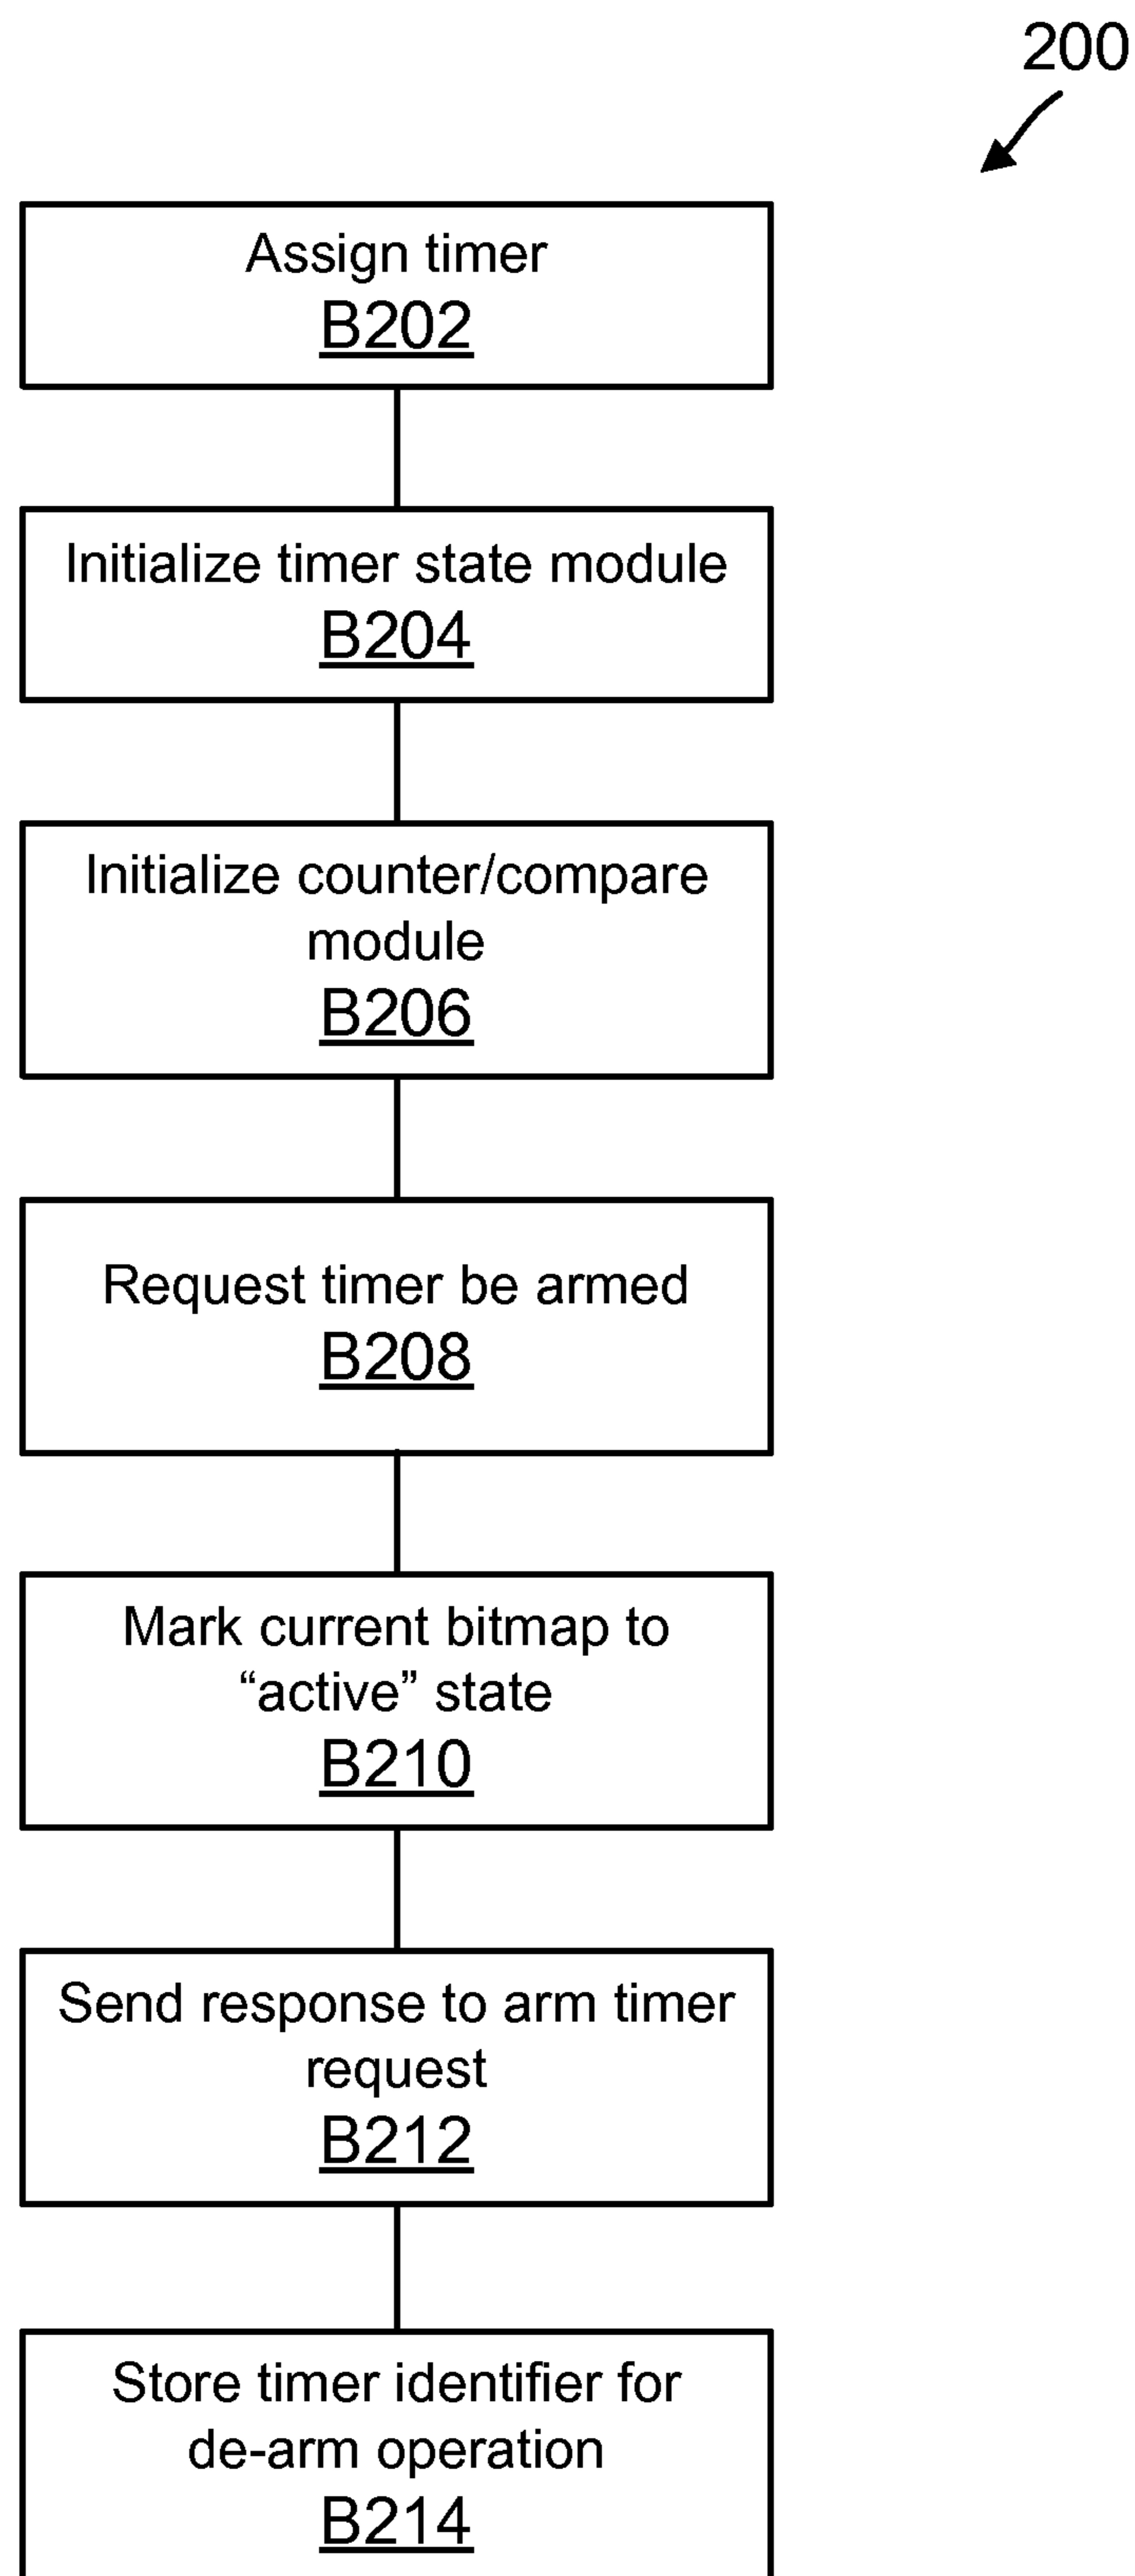 200
Assign timer
B202
Initialize timer state module
B204
Initialize counter/compare
module
B206
Request timer be armed
B208
Mark current bitmap to
“active” state
B210
Send response to arm timer
request
B212
Store timer identifier for
de-arm operation
B214